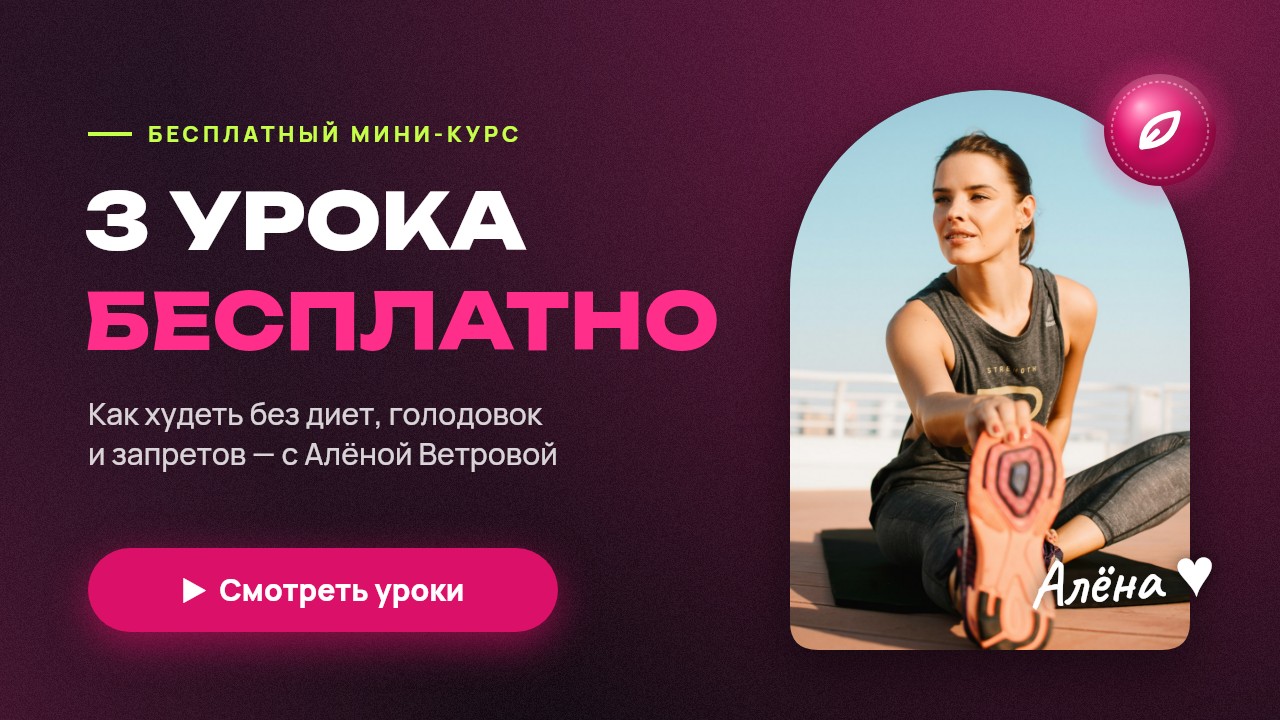 БЕСПЛАТНЫЙ МИНИ-КУРС
3 УРОКА
БЕСПЛАТНО
Как худеть без диет, голодовок
и запретов — с Алёной Ветровой
Смотреть уроки
Алёна